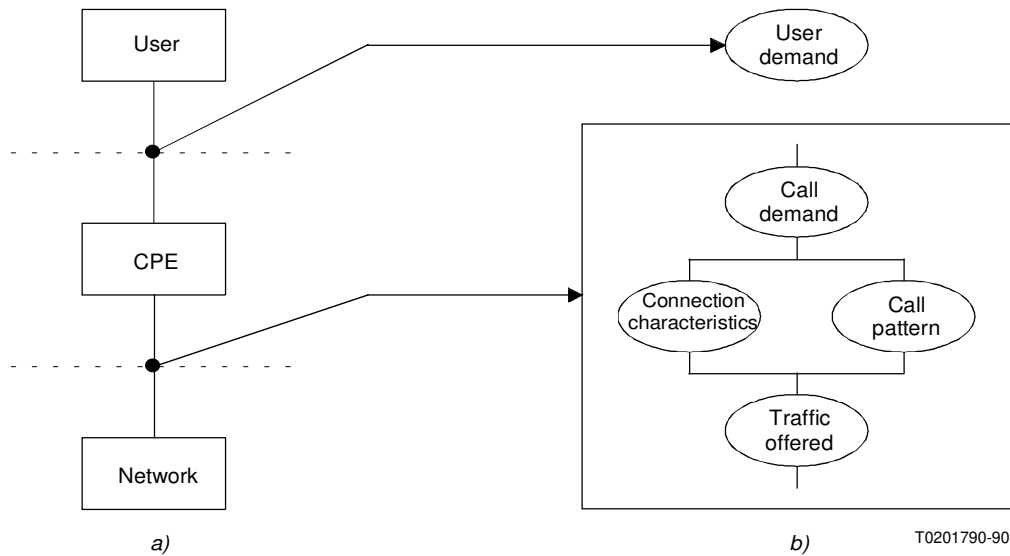 User
User
demand
Call
demand
CPE
Connection
characteristics
Call
pattern
Traffic
offered
Network
a)
b)
T0201790-90